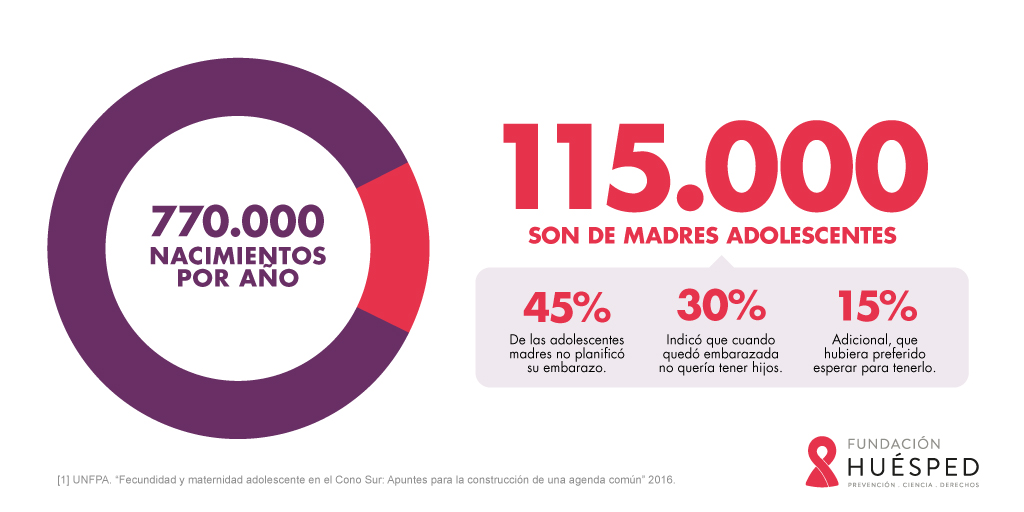 770.000
NACIMIENTOS
POR AÑO
115.000
SON DE MADRES ADOLESCENTES
45%
De las adolescentes
madres no planificó
su embarazo.
30%
Indicó que cuando
quedó embarazada
no quería tener hijos.
15%
Adicional, que
hubiera preferido
esperar para tenerlo.
[1] UNFPA. "Fecundidad y maternidad adolescente en el Cono Sur: Apuntes para la construcción de una agenda común" 2016.
FUNDACIÓN
HUÉSPED
PREVENCIÓN . CIENCIA . DERECHOS